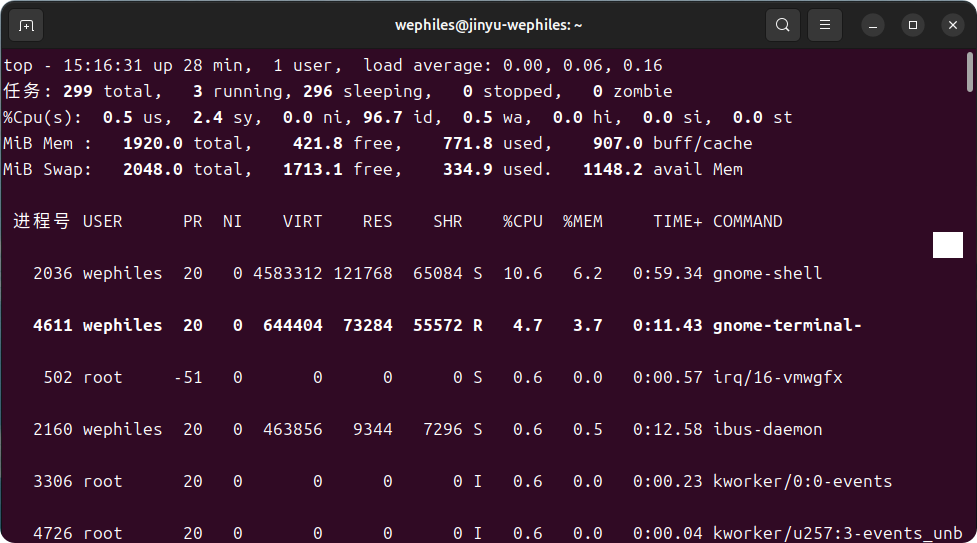 wephiles@jinyu-wephiles: ~
top - 15:16:31 up 28 min,  1 user,  load average: 0.00, 0.06, 0.16
任务: 299 total,   3 running, 296 sleeping,   0 stopped,   0 zombie
%Cpu(s):  0.5 us,  2.4 sy,  0.0 ni, 96.7 id,  0.5 wa,  0.0 hi,  0.0 si,  0.0 st
MiB Mem :   1920.0 total,    421.8 free,    771.8 used,    907.0 buff/cache
MiB Swap:   2048.0 total,   1713.1 free,    334.9 used.   1148.2 avail Mem
进程号 USER      PR  NI    VIRT    RES    SHR    %CPU  %MEM     TIME+ COMMAND
2036 wephiles  20   0 4583312 121768  65084 S  10.6   6.2   0:59.34 gnome-shell
4611 wephiles  20   0  644404  73284  55572 R   4.7   3.7   0:11.43 gnome-terminal-
502 root     -51   0       0      0      0 S   0.6   0.0   0:00.57 irq/16-vmwgfx
2160 wephiles  20   0  463856   9344   7296 S   0.6   0.5   0:12.58 ibus-daemon
3306 root      20   0       0      0      0 I   0.6   0.0   0:00.23 kworker/0:0-events
4726 root      20   0       0      0      0 I   0.6   0.0   0:00.04 kworker/u257:3-events_unb